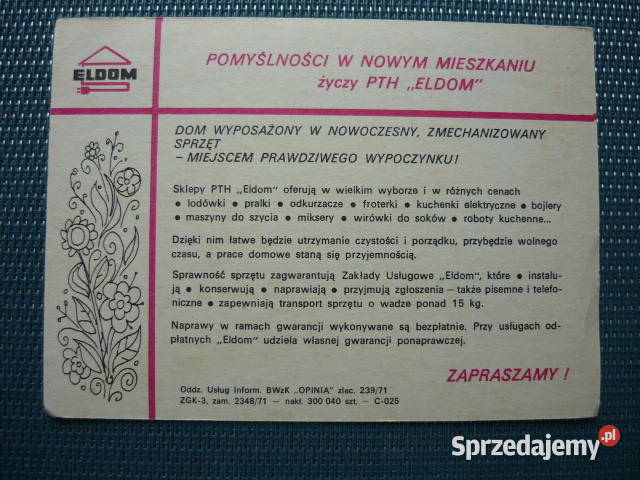 ELDOM
POMYŚLNOŚCI W NOWYM MIESZKANIU
życzy PTH „ELDOM"
DOM WYPOSAŻONY W NOWOCZESNY, ZMECHANIZOWANY
SPRZĘT
– MIEJSCEM PRAWDZIWEGO WYPOCZYNKU!
Sklepy PTH „Eldom" oferują w wielkim wyborze i w różnych cenach
● lodówki ● pralki ● odkurzacze ● froterki ● kuchenki elektryczne ● bojlery
● maszyny do szycia ● miksery ● wirówki do soków ● roboty kuchenne...
Dzięki nim łatwe będzie utrzymanie czystości i porządku, przybędzie wolnego
czasu, a prace domowe staną się przyjemnością.
Sprawność sprzętu zagwarantują Zakłady Usługowe „Eldom", które ● instalu-
ją ● konserwują ● naprawiają ● przyjmują zgłoszenia – także pisemne i telefo-
niczne ● zapewniają transport sprzętu o wadze ponad 15 kg.
Naprawy w ramach gwarancji wykonywane są bezpłatnie. Przy usługach od-
płatnych „Eldom" udziela własnej gwarancji ponaprawczej.
ZAPRASZAMY !
Oddz. Usług Inform. BWzK „OPINIA" zlec. 239/71
ZGK-3, zam. 2348/71 – nakł. 300 040 szt. – C-025
Sprzedajemy.pl